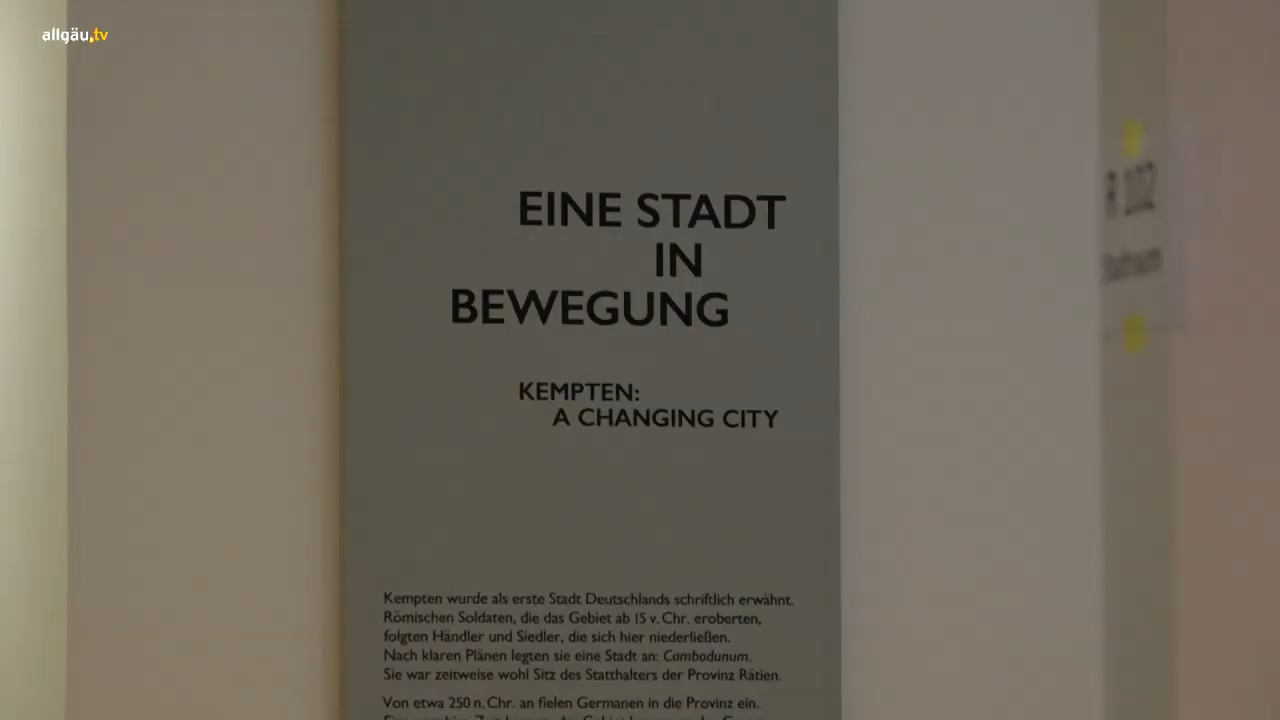 allgäu.tv
EINE STADT
IN
BEWEGUNG
KEMPTEN:
A CHANGING CITY
Kempten wurde als erste Stadt Deutschlands schriftlich erwähnt.
Römischen Soldaten, die das Gebiet ab 15 v. Chr. eroberten,
folgten Händler und Siedler, die sich hier niederließen.
Nach klaren Plänen legten sie eine Stadt an: Cambodunum.
Sie war zeitweise wohl Sitz des Statthalters der Provinz Rätien.
Von etwa 250 n. Chr. an fielen Germanen in die Provinz ein.
R 102